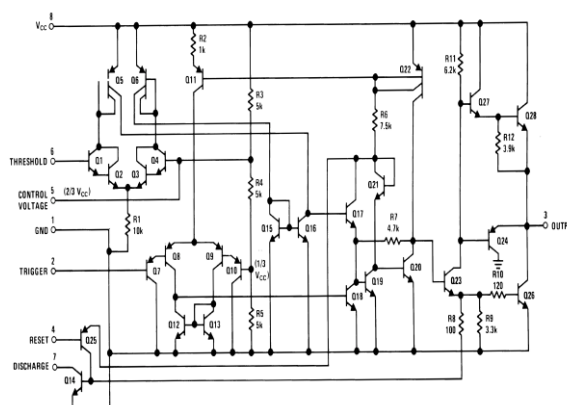 8
VCC
R2
1k
Q5
Q6
Q11
R3
5k
Q22
R11
6.2k
Q27
Q28
R12
3.9k
R6
7.5k
6
THRESHOLD
Q1
Q2
Q3
Q4
5
CONTROL VOLTAGE
(2/3 VCC)
R4
5k
Q21
1
GND
R1
10k
Q15
Q16
Q17
R7
4.7k
3
OUTP
Q24
2
TRIGGER
Q7
Q8
Q9
Q10
(1/3
VCC)
Q18
Q19
Q20
Q23
R10
120
Q26
4
RESET
Q25
Q12
Q13
R5
5k
R8
100
R9
3.3k
7
DISCHARGE
Q14